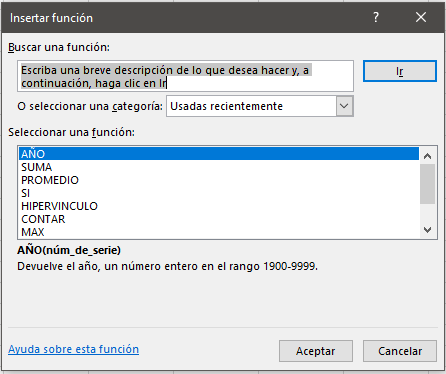 Insertar función
?
Buscar una función:
Escriba una breve descripción de lo que desea hacer y, a
continuación, haga clic en Ir
Ir
O seleccionar una categoría: Usadas recientemente
Seleccionar una función:
AÑO
SUMA
PROMEDIO
SI
HIPERVINCULO
CONTAR
MAX
AÑO(núm_de_serie)
Devuelve el año, un número entero en el rango 1900-9999.
Ayuda sobre esta función
Aceptar
Cancelar